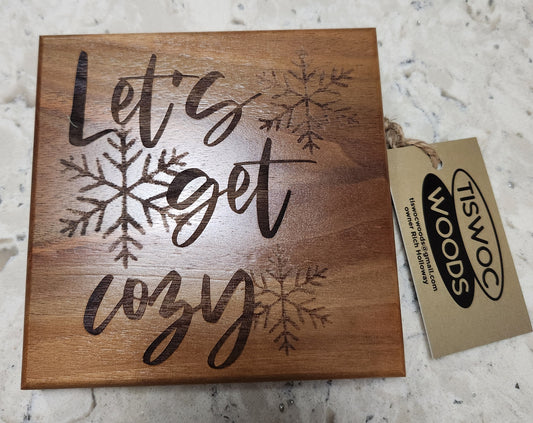 Let's
get
cozy
TISWOC
WOODS
tiswocwoods@gmail.com
owner Rich Holloway